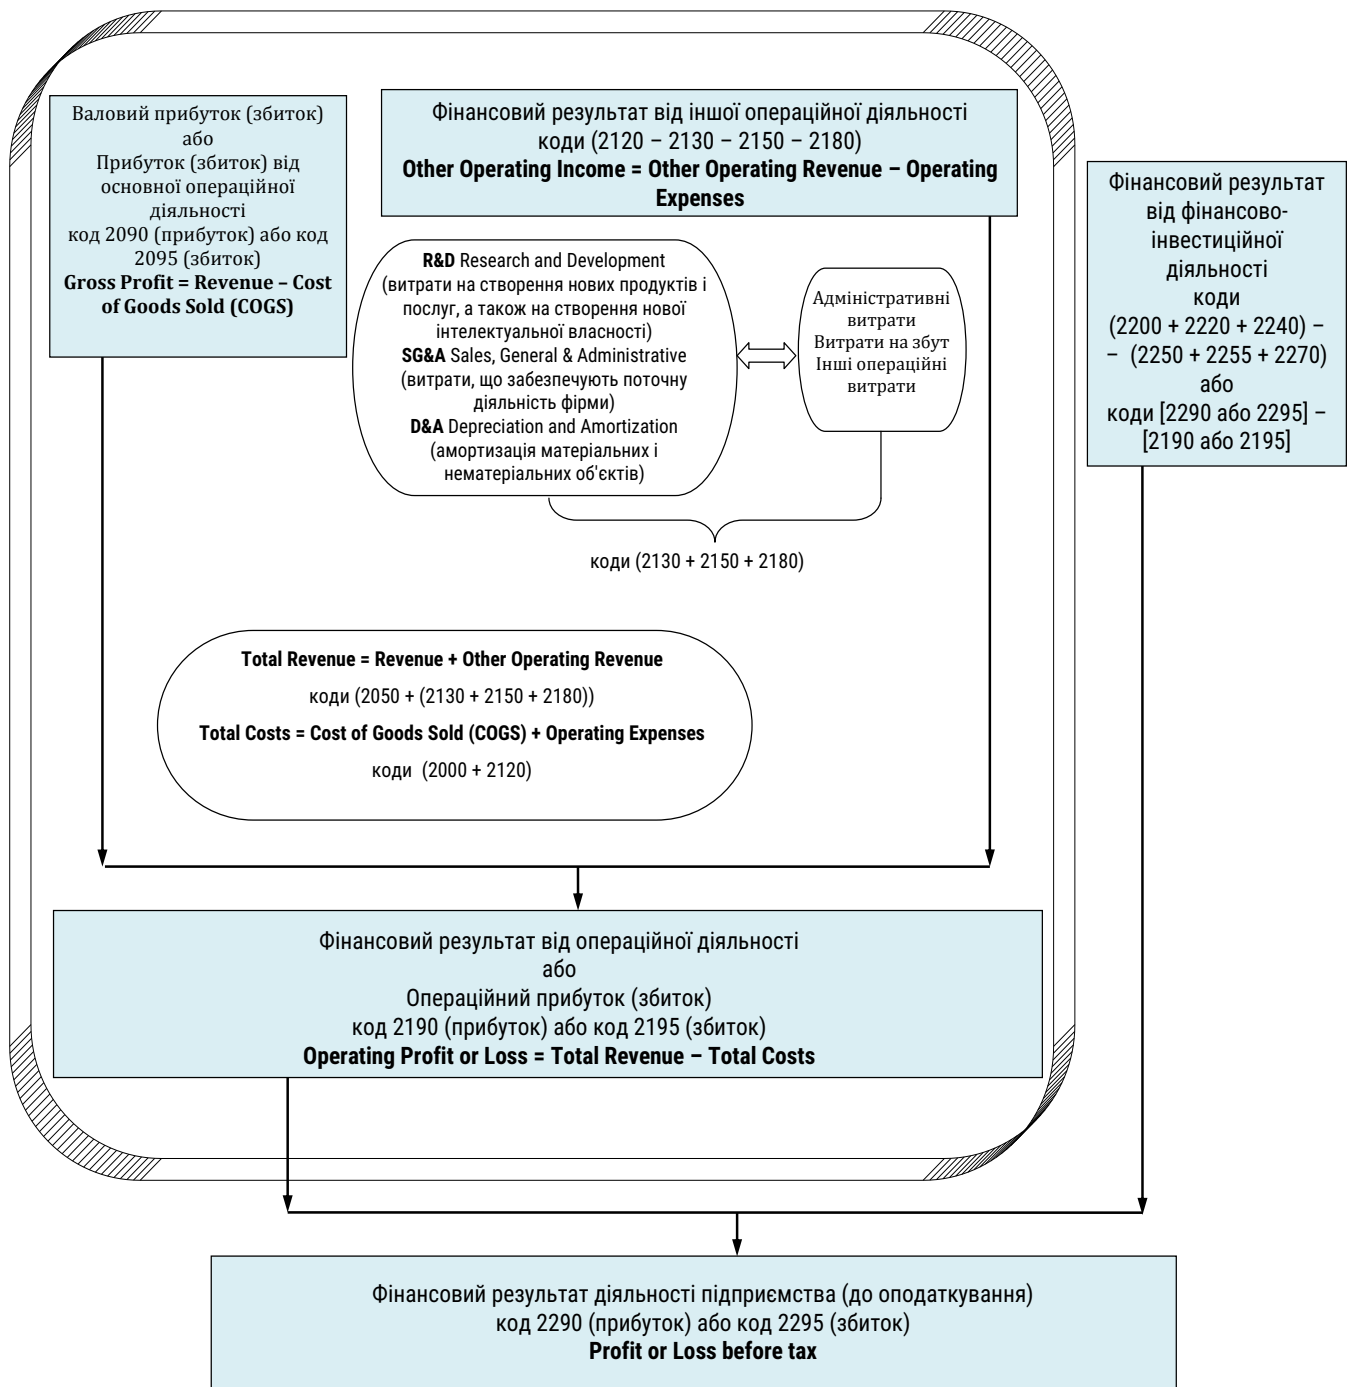 Валовий прибуток (збиток)
або
Прибуток (збиток) від
основної операційної
діяльності
код 2090 (прибуток) або код
2095 (збиток)
Gross Profit = Revenue – Cost
of Goods Sold (COGS)
Фінансовий результат від іншої операційної діяльності
коди (2120 – 2130 – 2150 – 2180)
Other Operating Income = Other Operating Revenue – Operating
Expenses
Фінансовий результат
від фінансово-
інвестиційної
діяльності
коди
(2200 + 2220 + 2240) –
– (2250 + 2255 + 2270)
або
коди [2290 або 2295] –
[2190 або 2195]
R&D Research and Development
(витрати на створення нових продуктів і
послуг, а також на створення нової
інтелектуальної власності)
SG&A Sales, General & Administrative
(витрати, що забезпечують поточну
діяльність фірми)
D&A Depreciation and Amortization
(амортизація матеріальних і
нематеріальних об'єктів)
Адміністративні
витрати
Витрати на збут
Інші операційні
витрати
коди (2130 + 2150 + 2180)
Total Revenue = Revenue + Other Operating Revenue
коди (2050 + (2130 + 2150 + 2180))
Total Costs = Cost of Goods Sold (COGS) + Operating Expenses
коди (2000 + 2120)
Фінансовий результат від операційної діяльності
або
Операційний прибуток (збиток)
код 2190 (прибуток) або код 2195 (збиток)
Operating Profit or Loss = Total Revenue – Total Costs
Фінансовий результат діяльності підприємства (до оподаткування)
код 2290 (прибуток) або код 2295 (збиток)
Profit or Loss before tax